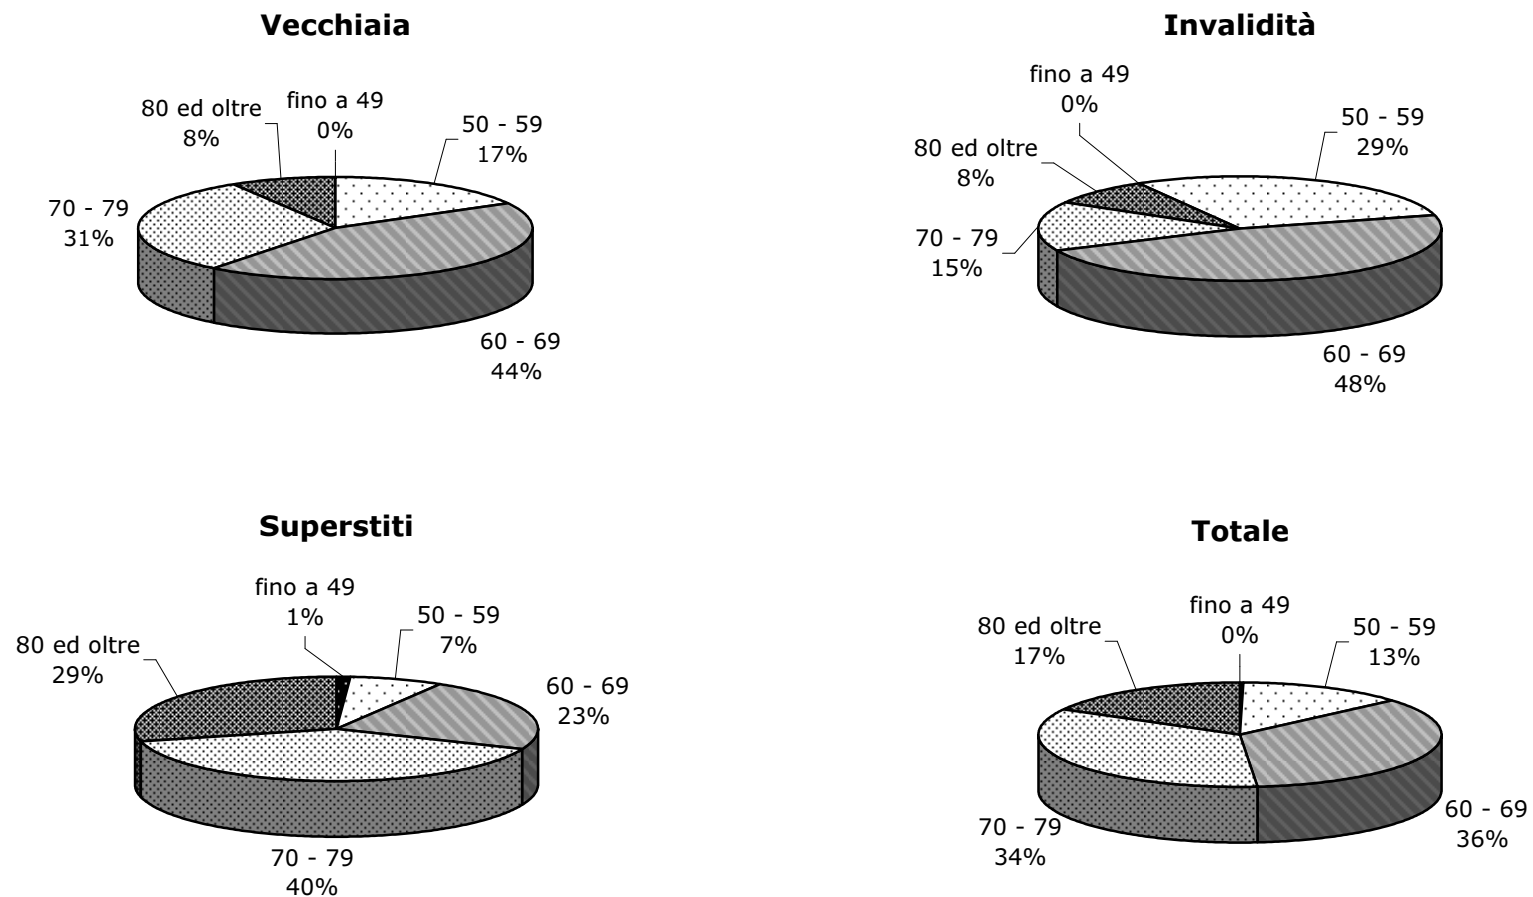 Vecchiaia
fino a 49
0%
50 - 59
17%
60 - 69
44%
70 - 79
31%
80 ed oltre
8%
Invalidità
fino a 49
0%
50 - 59
29%
60 - 69
48%
70 - 79
15%
80 ed oltre
8%
Superstiti
fino a 49
1%
50 - 59
7%
60 - 69
23%
70 - 79
40%
80 ed oltre
29%
Totale
fino a 49
0%
50 - 59
13%
60 - 69
36%
70 - 79
34%
80 ed oltre
17%